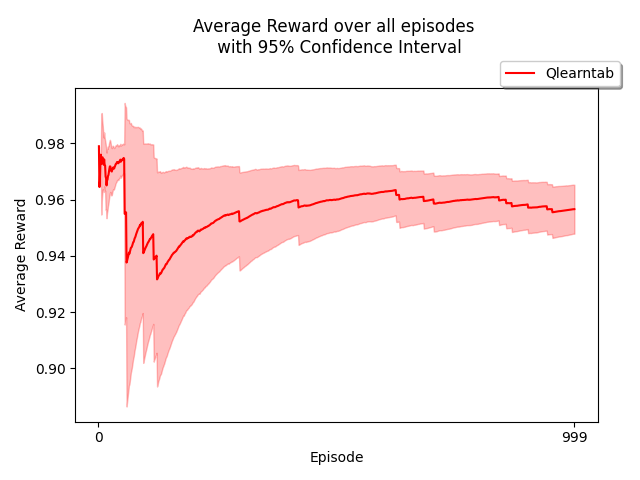 Average Reward over all episodes
with 95% Confidence Interval
Qlearntab
0.98
0.96
0.94
0.92
0.90
Average Reward
0
999
Episode